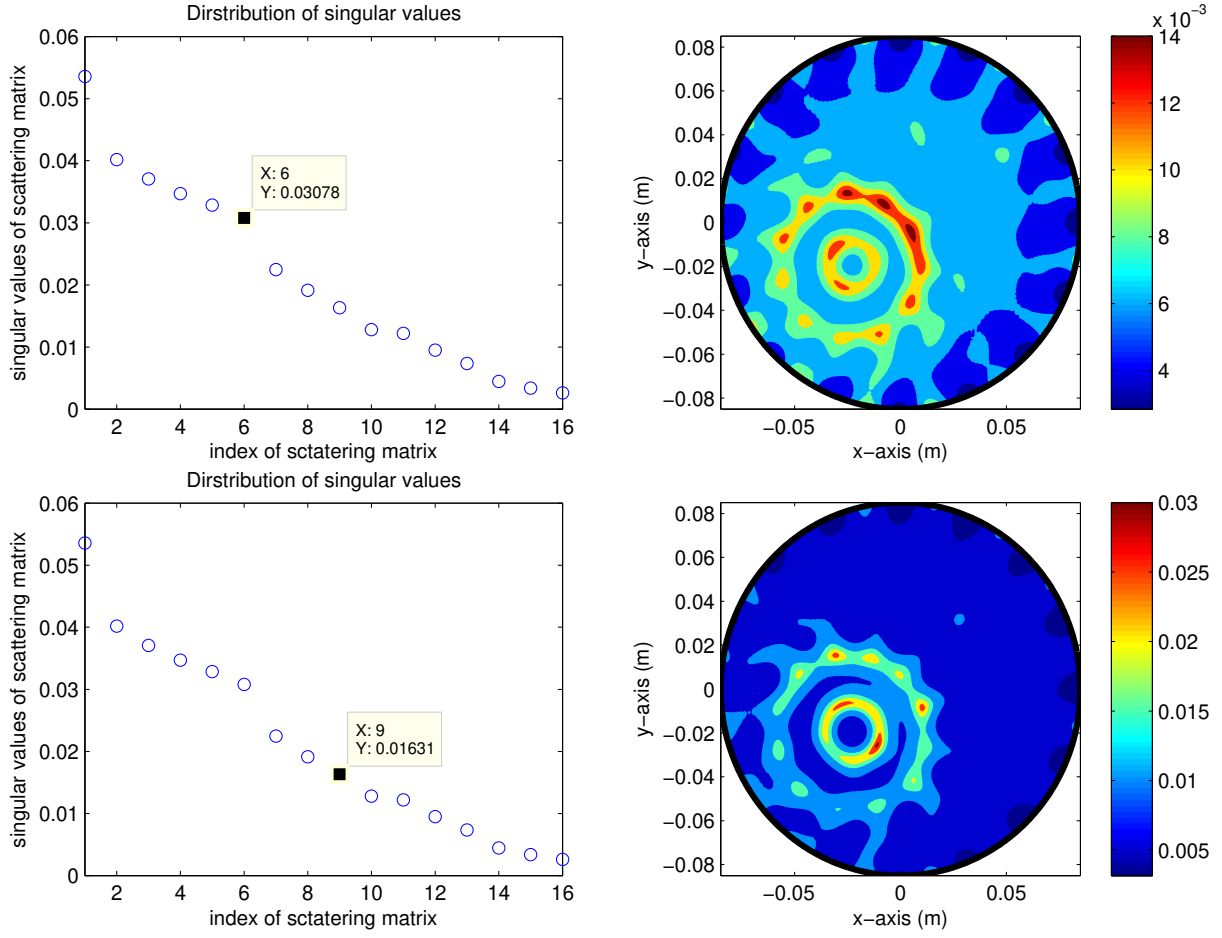 Dirstribution of singular values
0.06
0.05
0.04
0.03
0.02
0.01
0
singular values of scattering matrix
X: 6
Y: 0.03078
2 4 6 8 10 12 14 16
index of sctatering matrix
x 10⁻³
0.08
0.06
0.04
0.02
0
−0.02
−0.04
−0.06
−0.08
y−axis (m)
−0.05 0 0.05
x−axis (m)
14
12
10
8
6
4
Dirstribution of singular values
0.06
0.05
0.04
0.03
0.02
0.01
0
singular values of scattering matrix
X: 9
Y: 0.01631
2 4 6 8 10 12 14 16
index of sctatering matrix
0.08
0.06
0.04
0.02
0
−0.02
−0.04
−0.06
−0.08
y−axis (m)
−0.05 0 0.05
x−axis (m)
0.03
0.025
0.02
0.015
0.01
0.005